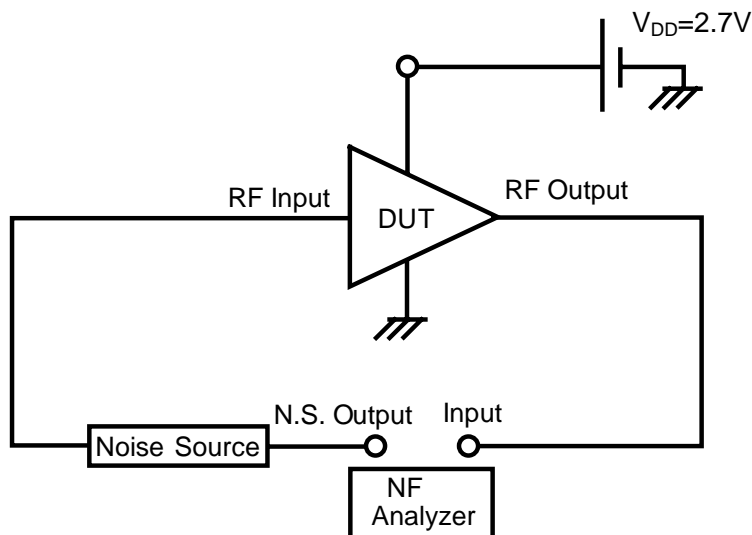 V_DD=2.7V
RF Input
DUT
RF Output
N.S. Output
Input
Noise Source
NF
Analyzer